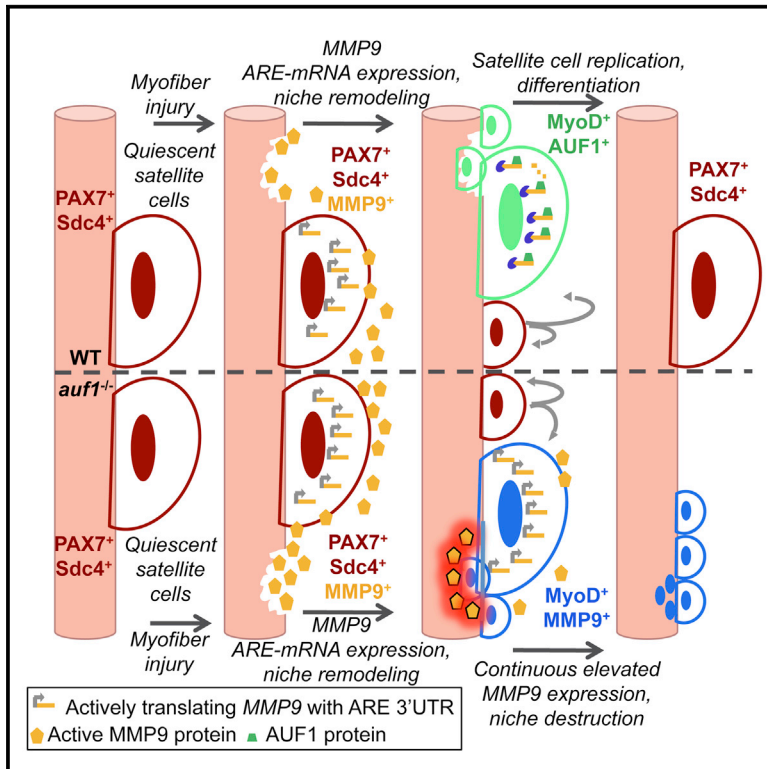 Myofiber
injury
Quiescent
satellite
cells
PAX7+
Sdc4+
WT
MMP9
ARE-mRNA expression,
niche remodeling
PAX7+
Sdc4+
MMP9+
Satellite cell replication,
differentiation
MyoD+
AUF1+
PAX7+
Sdc4+
auf1-/-
PAX7+
Sdc4+
Quiescent
satellite
cells
Myofiber
injury
PAX7+
Sdc4+
MMP9+
MMP9
ARE-mRNA expression,
niche remodeling
MyoD+
MMP9+
Continuous elevated
MMP9 expression,
niche destruction
Actively translating MMP9 with ARE 3'UTR
Active MMP9 protein AUF1 protein